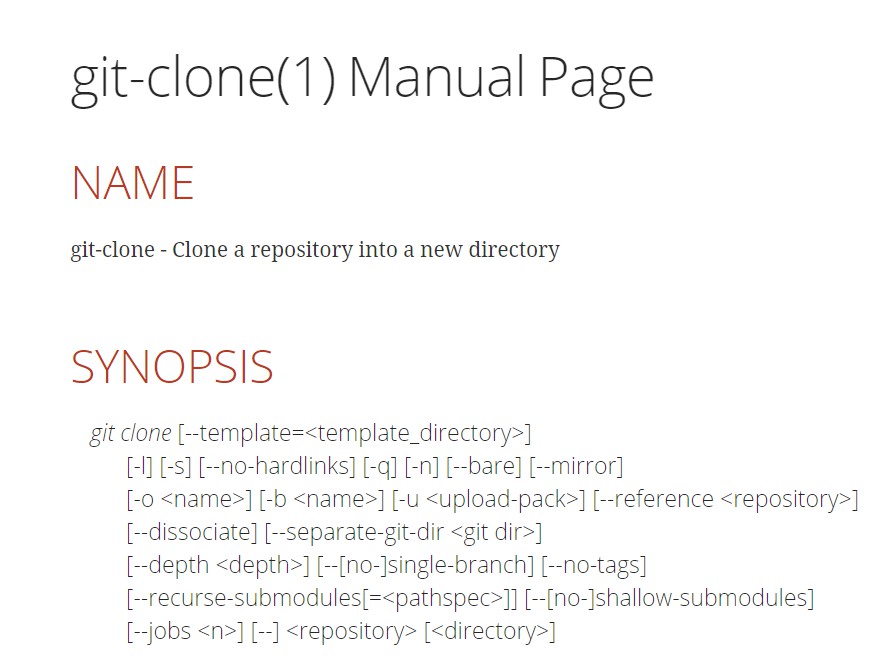 git-clone(1) Manual Page
NAME
git-clone - Clone a repository into a new directory
SYNOPSIS
git clone [--template=<template_directory>]
[-l] [-s] [--no-hardlinks] [-q] [-n] [--bare] [--mirror]
[-o <name>] [-b <name>] [-u <upload-pack>] [--reference <repository>]
[--dissociate] [--separate-git-dir <git dir>]
[--depth <depth>] [--[no-]single-branch] [--no-tags]
[--recurse-submodules[=<pathspec>]] [--[no-]shallow-submodules]
[--jobs <n>] [--] <repository> [<directory>]